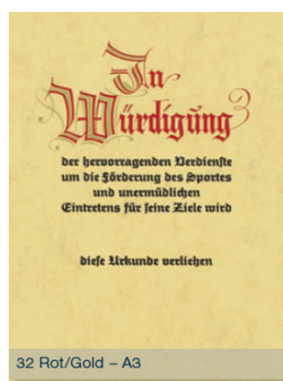 In
Würdigung
der hervorragenden Verdienste
um die Förderung des Sportes
und unermüdlichen
Eintretens für seine Ziele wird
diese Urkunde verliehen
32 Rot/Gold – A3